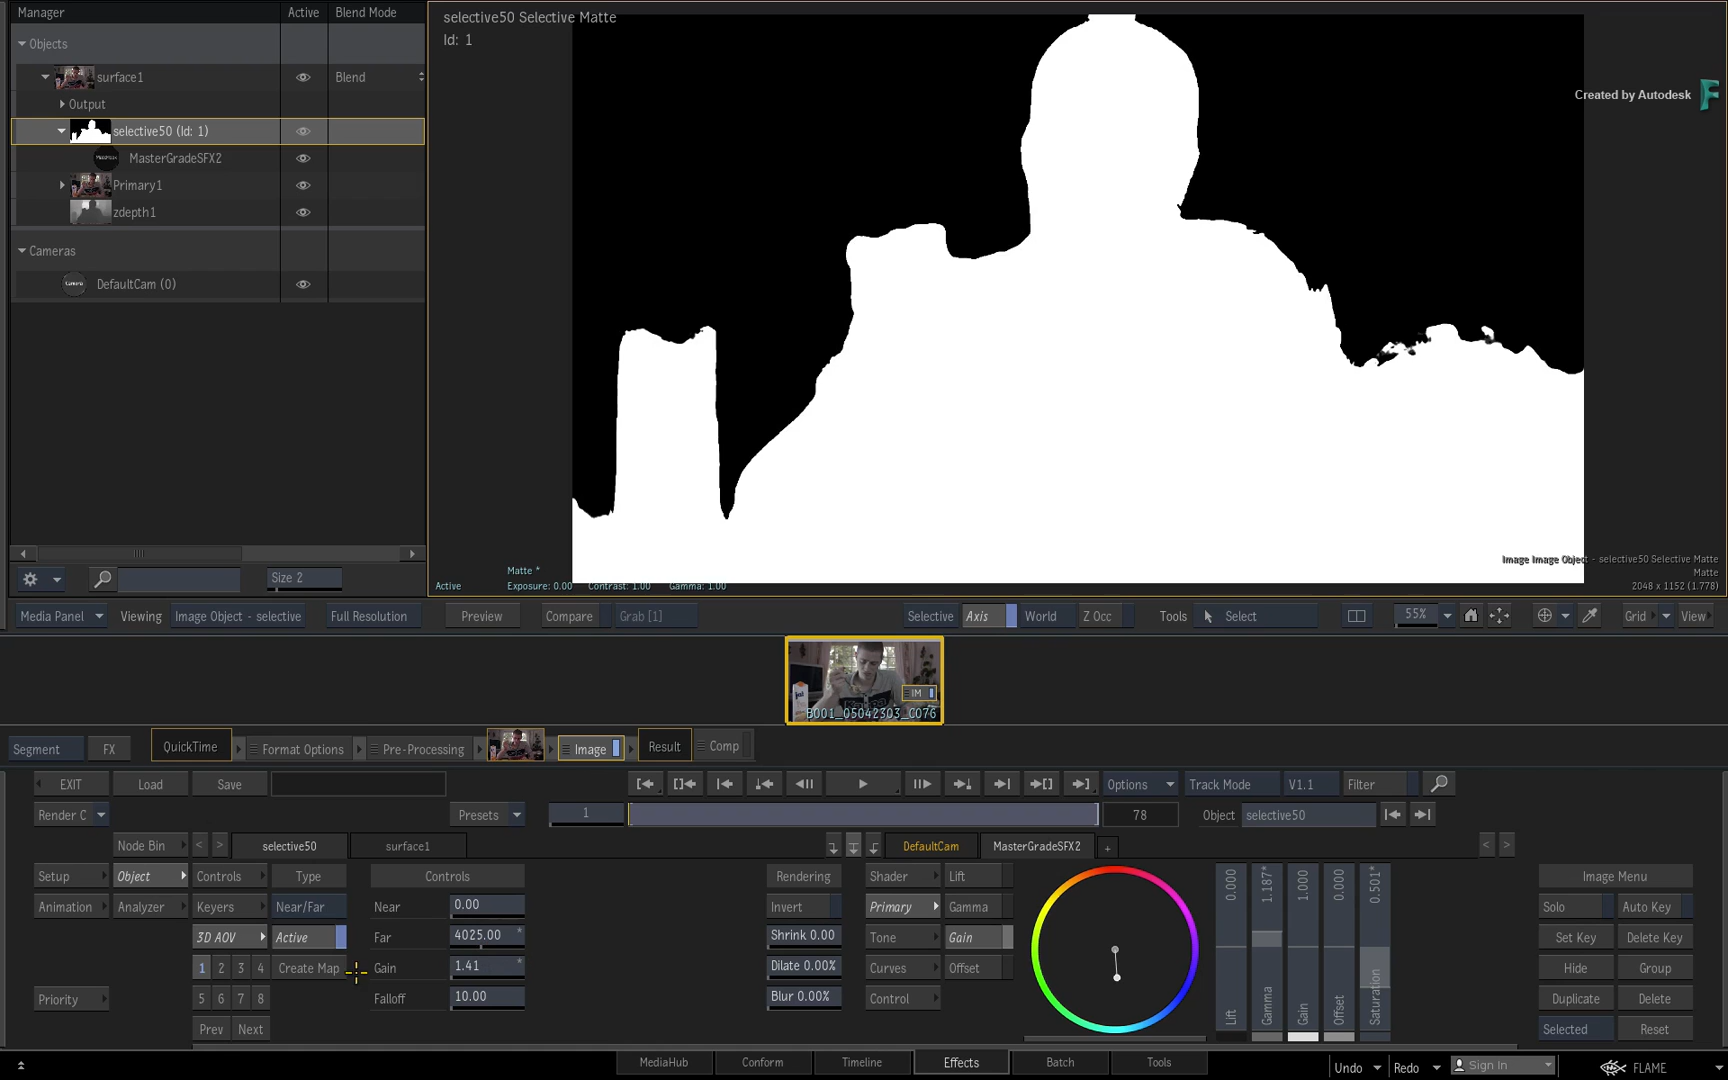 Manager Active Blend Mode
Objects
surface1 Blend
Output
selective50 (Id: 1)
MasterGradeSFX2
Primary1
zdepth1
Cameras
DefaultCam (0)
Size 2
selective50 Selective Matte
Id: 1
Created by Autodesk
Image Image Object - selective50 Selective Matte
Matte
2048 x 1152 (1.778)
Matte *
Active Exposure: 0.00 Contrast: 1.00 Gamma: 1.00
Media Panel Viewing Image Object - selective Full Resolution Preview Compare Grab [1] Selective Axis World Z Occ Tools Select 55% Grid View
IM
B001_05042303_C076
Segment FX QuickTime Format Options Pre-Processing Image Result Comp
EXIT Load Save Options Track Mode V1.1 Filter
Render C Presets 1 78 Object selective50
Node Bin < > selective50 surface1 DefaultCam MasterGradeSFX2 + < >
Setup Object Controls Type Controls Rendering Shader Lift Image Menu
Animation Analyzer Keyers Near/Far Near 0.00 Invert Primary Gamma Solo Auto Key
3D AOV Active Far 4025.00 * Shrink 0.00 Tone Gain Set Key Delete Key
1 2 3 4 Create Map Gain 1.41 * Dilate 0.00% Curves Offset Hide Group
Priority 5 6 7 8 Falloff 10.00 Blur 0.00% Control Duplicate Delete
Prev Next Selected Reset
0.000 1.187* 1.000 0.000 0.501*
Lift Gamma Gain Offset Saturation
MediaHub Conform Timeline Effects Batch Tools Undo Redo Sign In FLAME